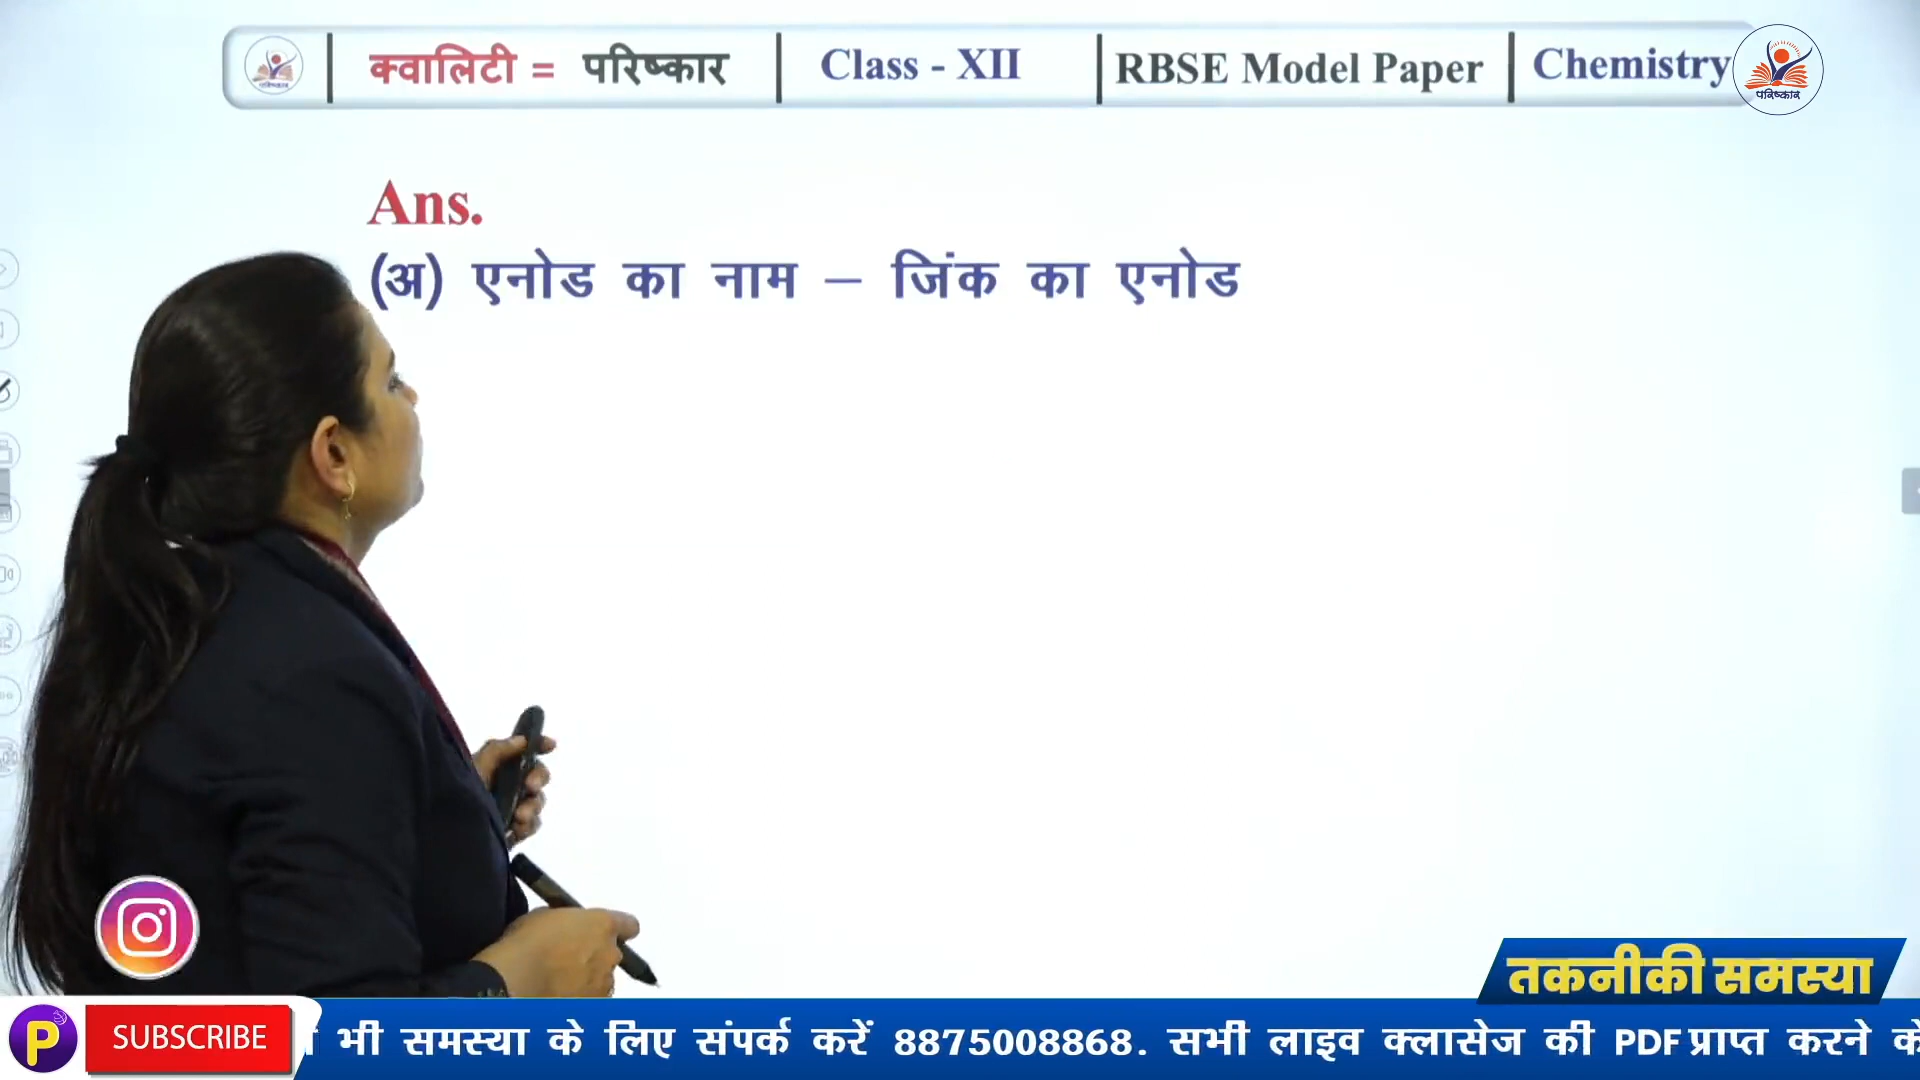 क्वालिटी = परिष्कार Class - XII RBSE Model Paper Chemistry
परिष्कार
Ans.
(अ) एनोड का नाम – जिंक का एनोड
तकनीकी समस्या
P SUBSCRIBE भी समस्या के लिए संपर्क करें 8875008868. सभी लाइव क्लासेज की PDF प्राप्त करने के